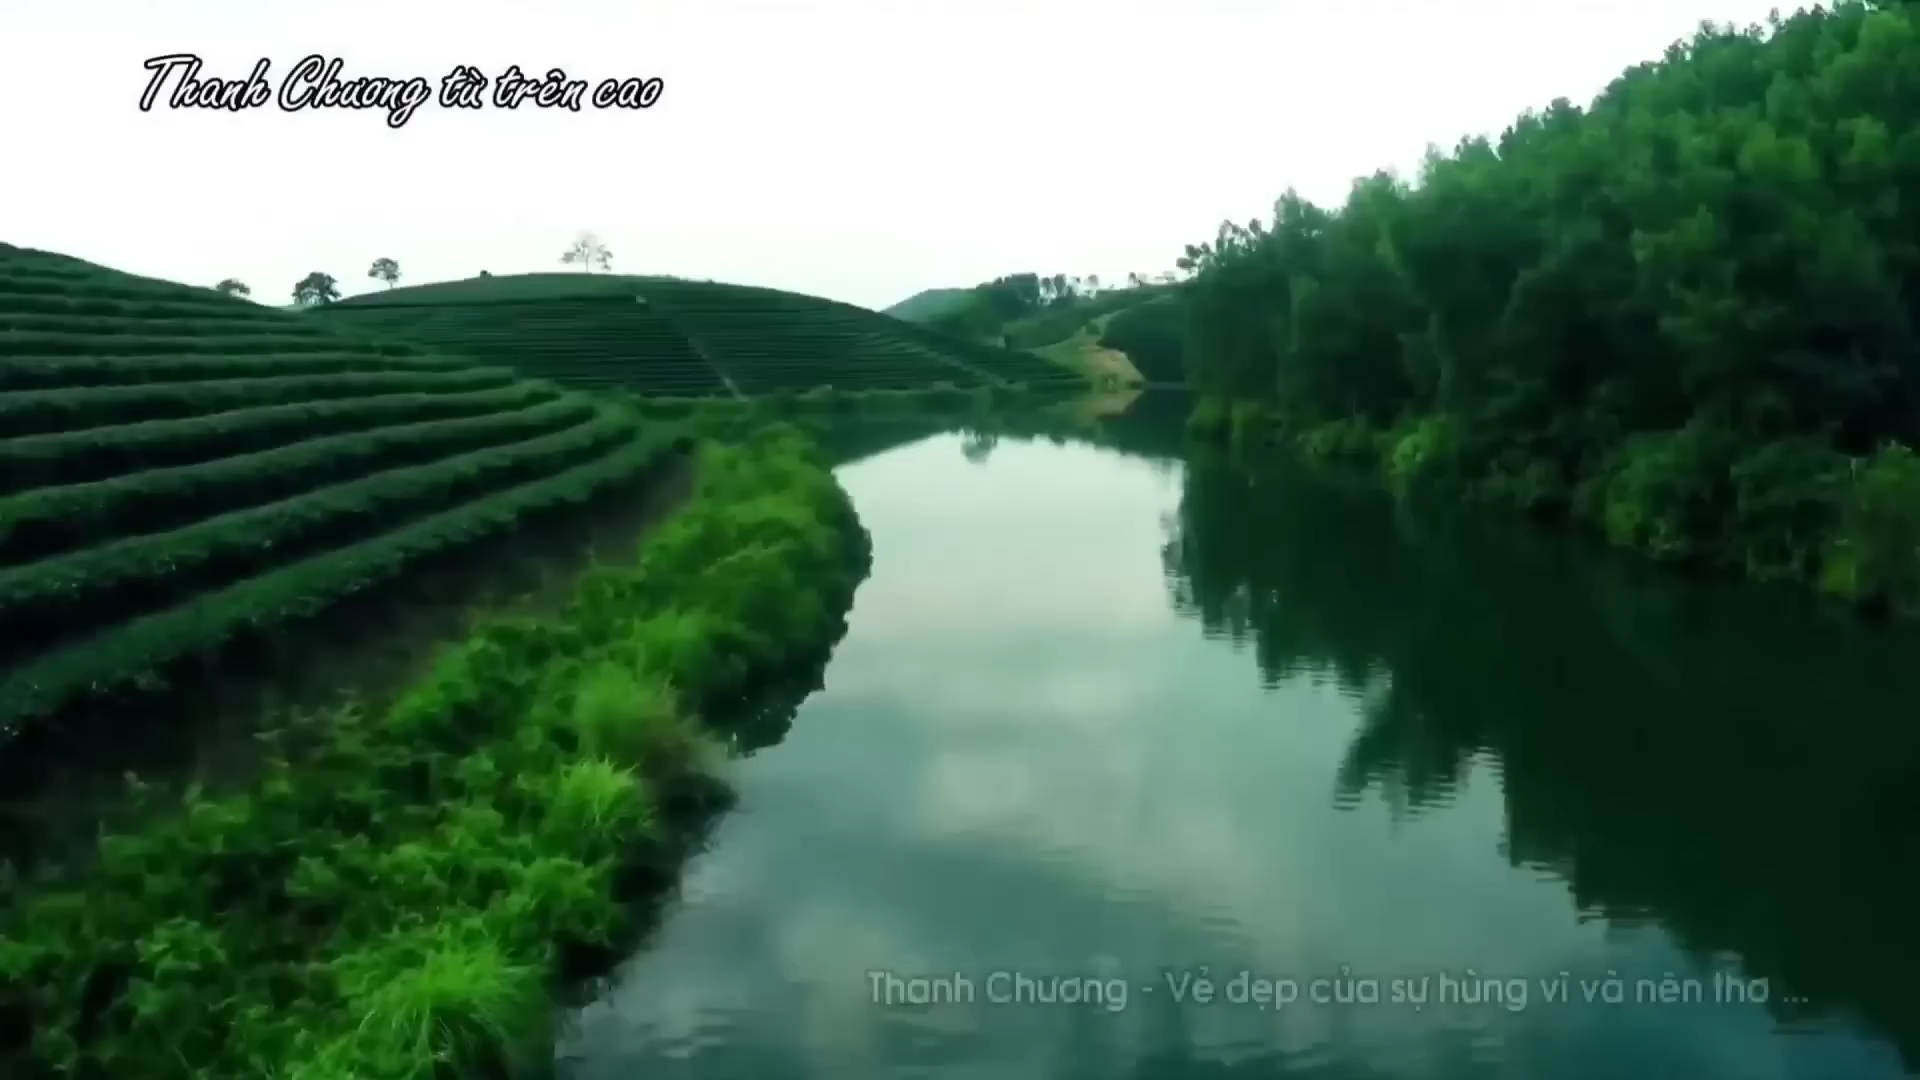 Thanh Chương từ trên cao
Thanh Chương - Vẻ đẹp của sự hùng vĩ và nên thơ ...